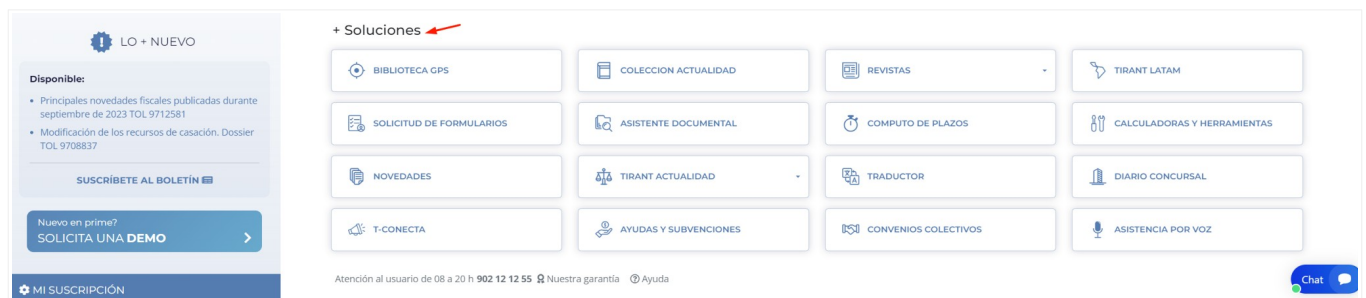 LO + NUEVO
Disponible:
• Principales novedades fiscales publicadas durante
septiembre de 2023 TOL 9712581
• Modificación de los recursos de casación. Dossier
TOL 9708837
SUSCRÍBETE AL BOLETÍN
Nuevo en prime?
SOLICITA UNA DEMO
MI SUSCRIPCIÓN
+ Soluciones
BIBLIOTECA GPS
COLECCION ACTUALIDAD
REVISTAS
TIRANT LATAM
SOLICITUD DE FORMULARIOS
ASISTENTE DOCUMENTAL
COMPUTO DE PLAZOS
CALCULADORAS Y HERRAMIENTAS
NOVEDADES
TIRANT ACTUALIDAD
TRADUCTOR
DIARIO CONCURSAL
T-CONECTA
AYUDAS Y SUBVENCIONES
CONVENIOS COLECTIVOS
ASISTENCIA POR VOZ
Atención al usuario de 08 a 20 h 902 12 12 55 Nuestra garantía Ayuda
Chat